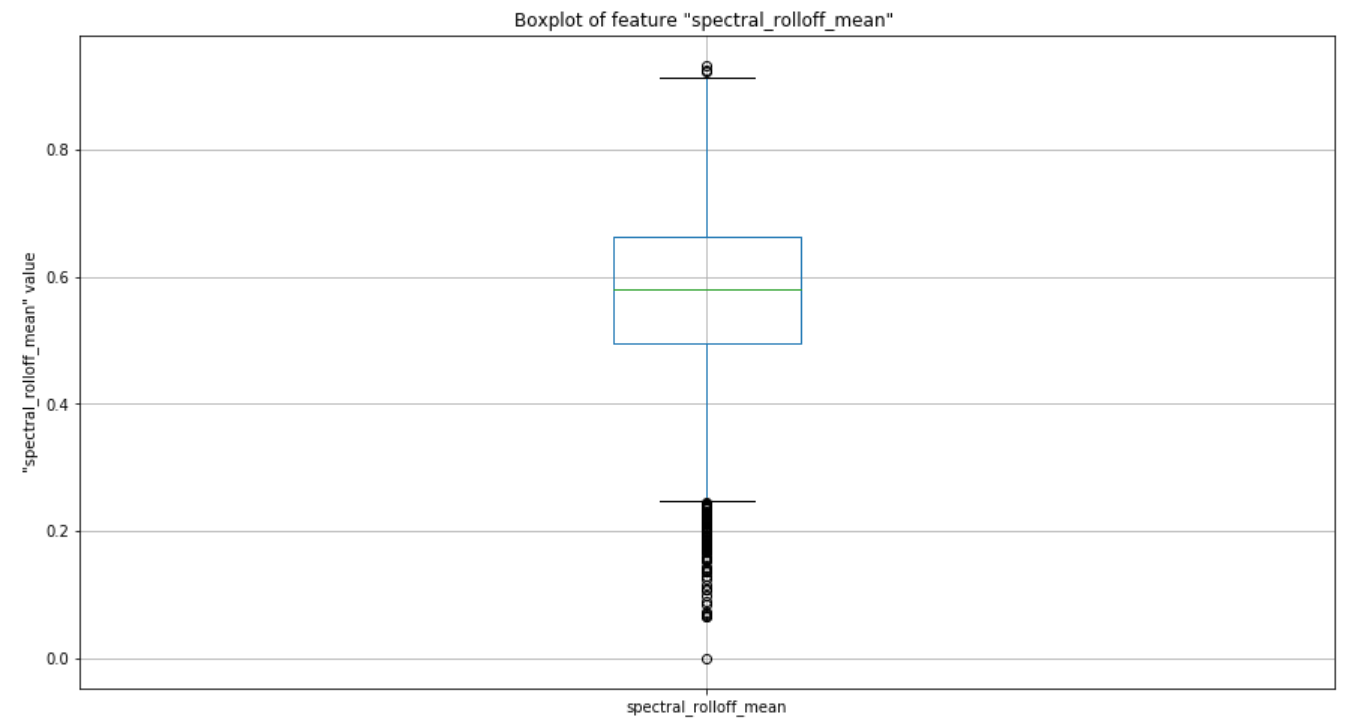 Boxplot of feature "spectral_rolloff_mean"
"spectral_rolloff_mean" value
0.8
0.6
0.4
0.2
0.0
spectral_rolloff_mean